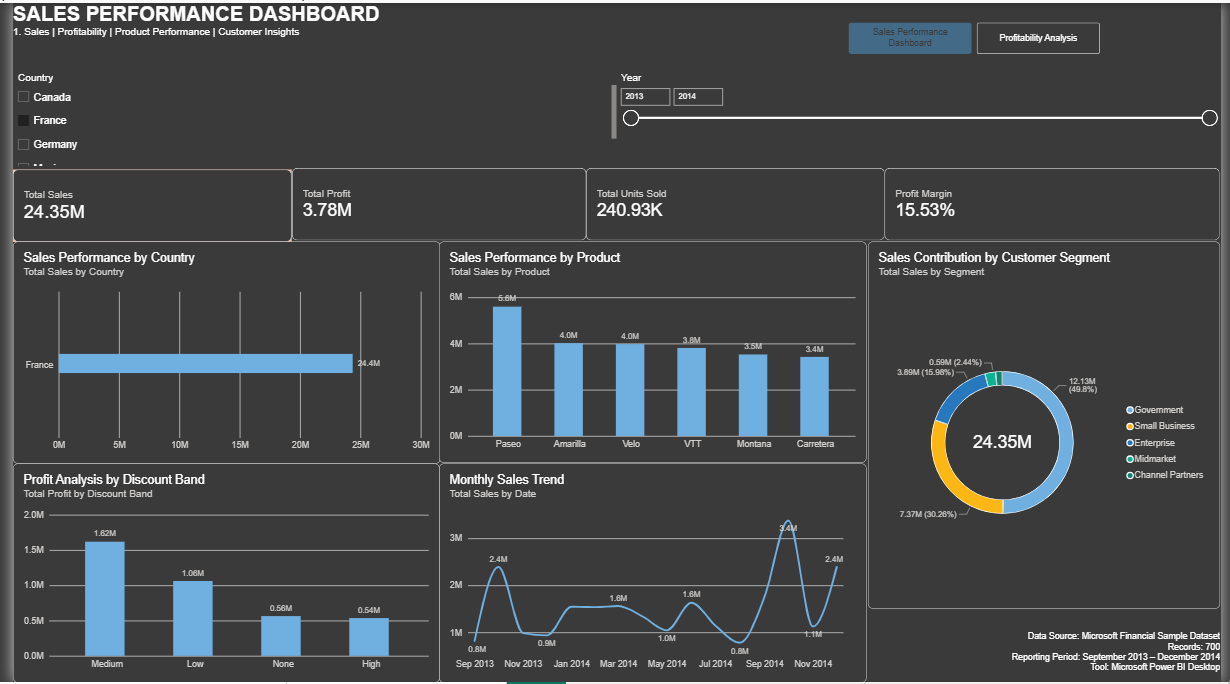 SALES PERFORMANCE DASHBOARD
1. Sales | Profitability | Product Performance | Customer Insights
Sales Performance
Dashboard
Profitability Analysis
Country
Canada
France
Germany
Year
2013
2014
Total Sales
24.35M
Total Profit
3.78M
Total Units Sold
240.93K
Profit Margin
15.53%
Sales Performance by Country
Total Sales by Country
France
24.4M
0M 5M 10M 15M 20M 25M 30M
Sales Performance by Product
Total Sales by Product
6M
4M
2M
0M
5.6M
4.0M
4.0M
3.8M
3.5M
3.4M
Paseo Amarilla Velo VTT Montana Carretera
Sales Contribution by Customer Segment
Total Sales by Segment
0.59M (2.44%)
3.89M (15.98%)
12.13M
(49.8%)
24.35M
7.37M (30.26%)
Government
Small Business
Enterprise
Midmarket
Channel Partners
Profit Analysis by Discount Band
Total Profit by Discount Band
2.0M
1.5M
1.0M
0.5M
0.0M
1.62M
1.06M
0.56M
0.54M
Medium Low None High
Monthly Sales Trend
Total Sales by Date
3M
2M
1M
0.8M
2.4M
0.9M
1.6M
1.0M
1.6M
0.8M
3.4M
1.1M
2.4M
Sep 2013 Nov 2013 Jan 2014 Mar 2014 May 2014 Jul 2014 Sep 2014 Nov 2014
Data Source: Microsoft Financial Sample Dataset
Records: 700
Reporting Period: September 2013 – December 2014
Tool: Microsoft Power BI Desktop